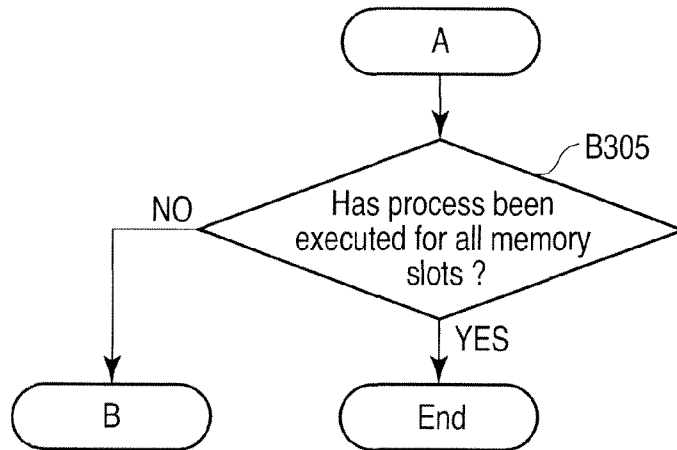 A
B305
Has process been
executed for all memory
slots ?
NO
YES
B
End